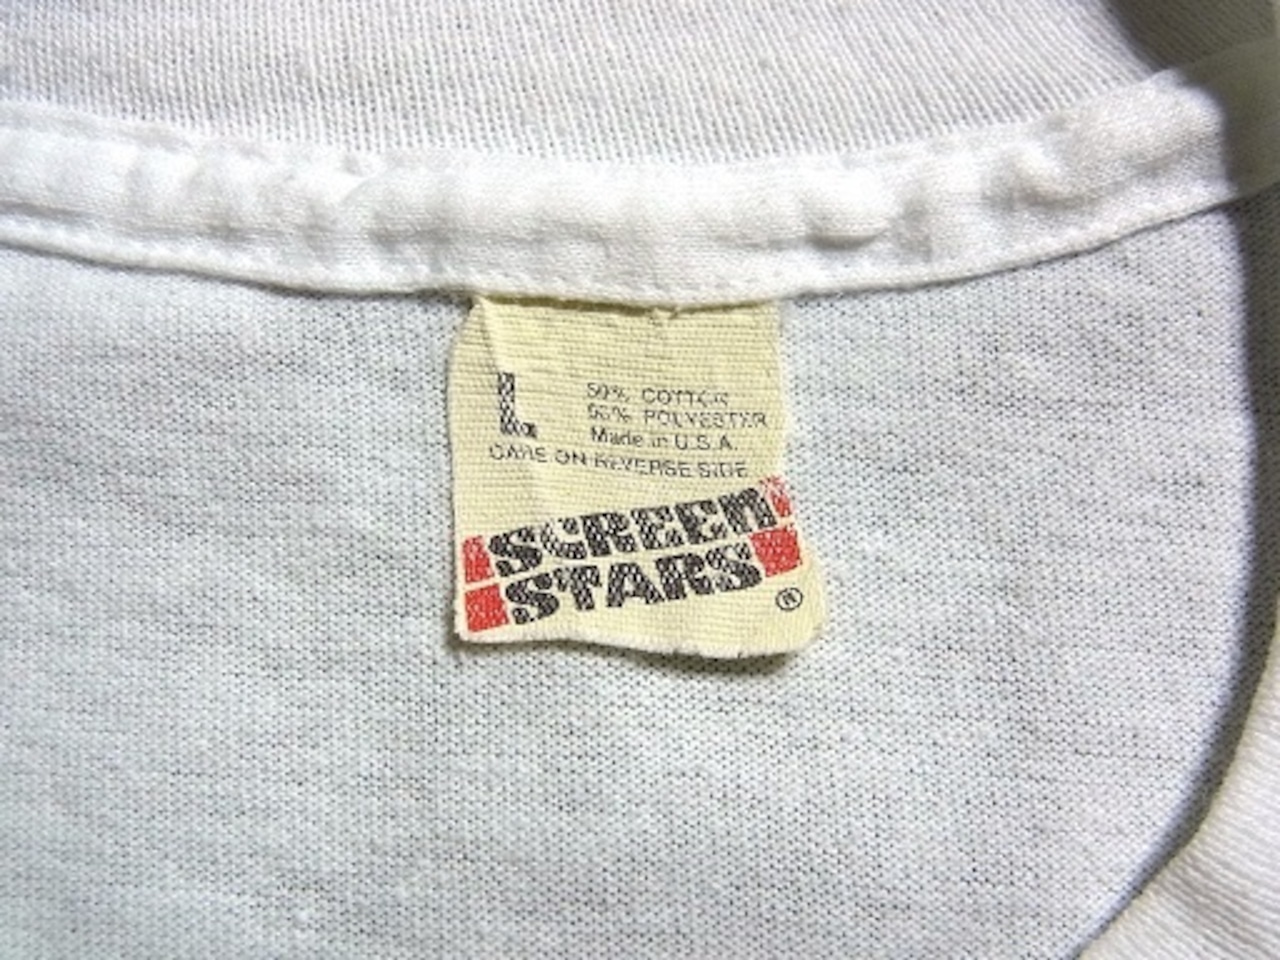 L
50% COTTON
50% POLYESTER
Made in U.S.A.
CARE ON REVERSE SIDE
SCREEN
STARS
®